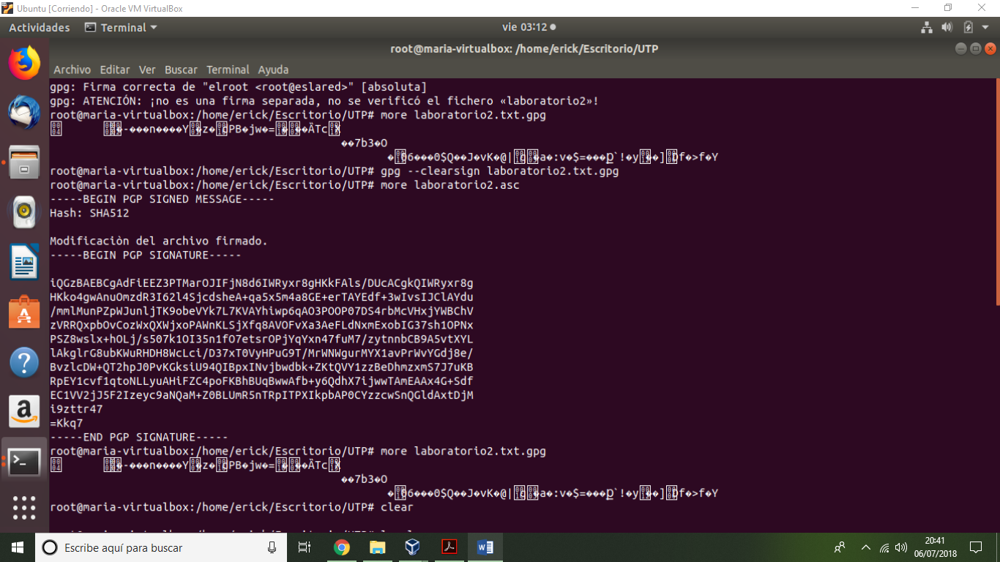 Ubuntu [Corriendo] - Oracle VM VirtualBox
Actividades Terminal vie 03:12
root@maria-virtualbox: /home/erick/Escritorio/UTP
Archivo Editar Ver Buscar Terminal Ayuda
gpg: Firma correcta de "elroot <root@eslared>" [absoluta]
gpg: ATENCIÓN: ¡no es una firma separada, no se verificó el fichero «laboratorio2»!
root@maria-virtualbox:/home/erick/Escritorio/UTP# more laboratorio2.txt.gpg
��7b3�O
root@maria-virtualbox:/home/erick/Escritorio/UTP# gpg --clearsign laboratorio2.txt.gpg
root@maria-virtualbox:/home/erick/Escritorio/UTP# more laboratorio2.asc
-----BEGIN PGP SIGNED MESSAGE-----
Hash: SHA512
Modificaciòn del archivo firmado.
-----BEGIN PGP SIGNATURE-----
iQGzBAEBCgAdFiEEZ3PTMarOJIFjN8d6IWRyxr8gHKkFAls/DUcACgkQIWRyxr8g
HKko4gwAnuOmzdR3I62l4SjcdsheA+qa5x5m4a8GE+erTAYEdf+3wIvsIJClAYdu
/mmlMunPZpWJunljTK9obeVYk7L7KVAYhiwp6qAO3POOP07DS4rbMcVHxjYWBChV
zVRRQxpbOvCozWxQXWjxoPAWnKLSjXfq8AVOFvXa3AeFLdNxmExobIG37sh1OPNx
PSZ8wslx+hOLj/s507k1OI35n1fO7etsrOPjYqYxn47fuM7/zytnnbCB9A5vtXYL
lAkglrG8ubKWuRHDH8WcLci/D37xT0VyHPuG9T/MrWNWgurMYX1avPrWvYGdj8e/
BvzlcDW+QT2hpJ0PvKGksiU94QIBpxINvjbwdbk+ZKtQVY1zzBeDhmzxmS7J7uKB
RpEY1cvf1qtoNLLyuAHiFZC4poFKBhBUqBwwAfb+y6QdhX7ijwwTAmEAAx4G+Sdf
EC1VV2jJ5F2Izeyc9aNQaM+Z0BLUmR5nTRpITPXIkpbAP0CYzzcwSnQGldAxtDjM
i9zttr47
=Kkq7
-----END PGP SIGNATURE-----
root@maria-virtualbox:/home/erick/Escritorio/UTP# more laboratorio2.txt.gpg
��7b3�O
root@maria-virtualbox:/home/erick/Escritorio/UTP# clear
Escribe aquí para buscar
20:41
06/07/2018